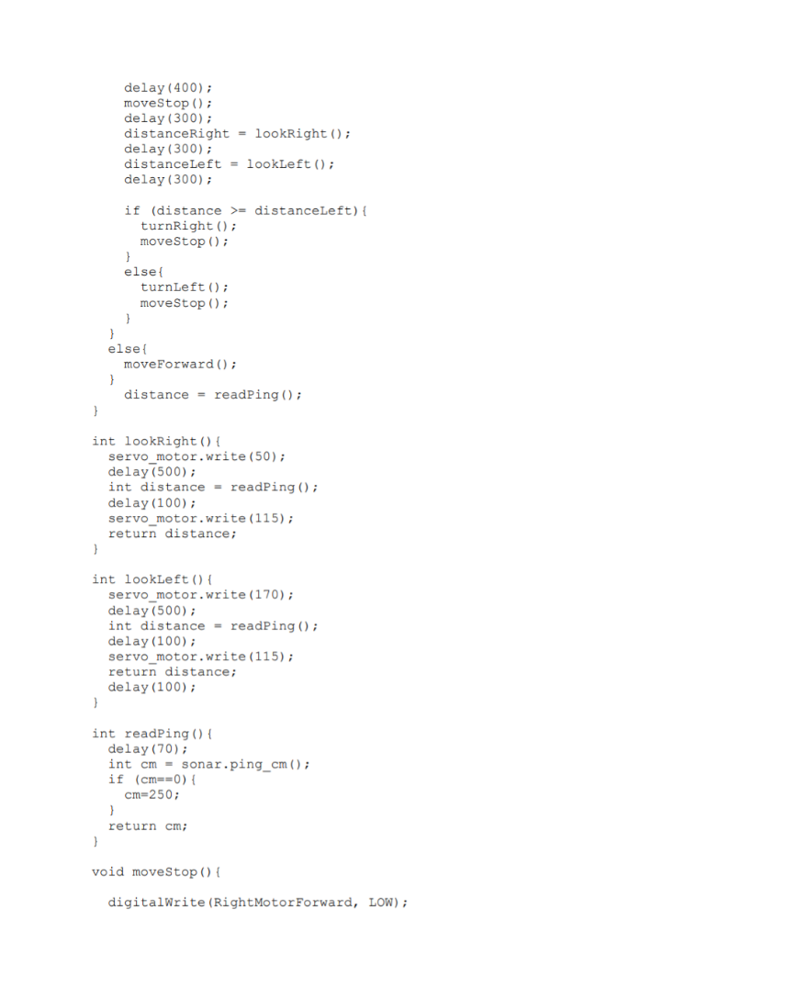 delay(400);
moveStop();
delay(300);
distanceRight = lookRight();
delay(300);
distanceLeft = lookLeft();
delay(300);
if (distance >= distanceLeft){
turnRight();
moveStop();
}
else{
turnLeft();
moveStop();
}
}
else{
moveForward();
}
distance = readPing();
}
int lookRight(){
servo_motor.write(50);
delay(500);
int distance = readPing();
delay(100);
servo_motor.write(115);
return distance;
}
int lookLeft(){
servo_motor.write(170);
delay(500);
int distance = readPing();
delay(100);
servo_motor.write(115);
return distance;
delay(100);
}
int readPing(){
delay(70);
int cm = sonar.ping_cm();
if (cm==0){
cm=250;
}
return cm;
}
void moveStop(){
digitalWrite(RightMotorForward, LOW);